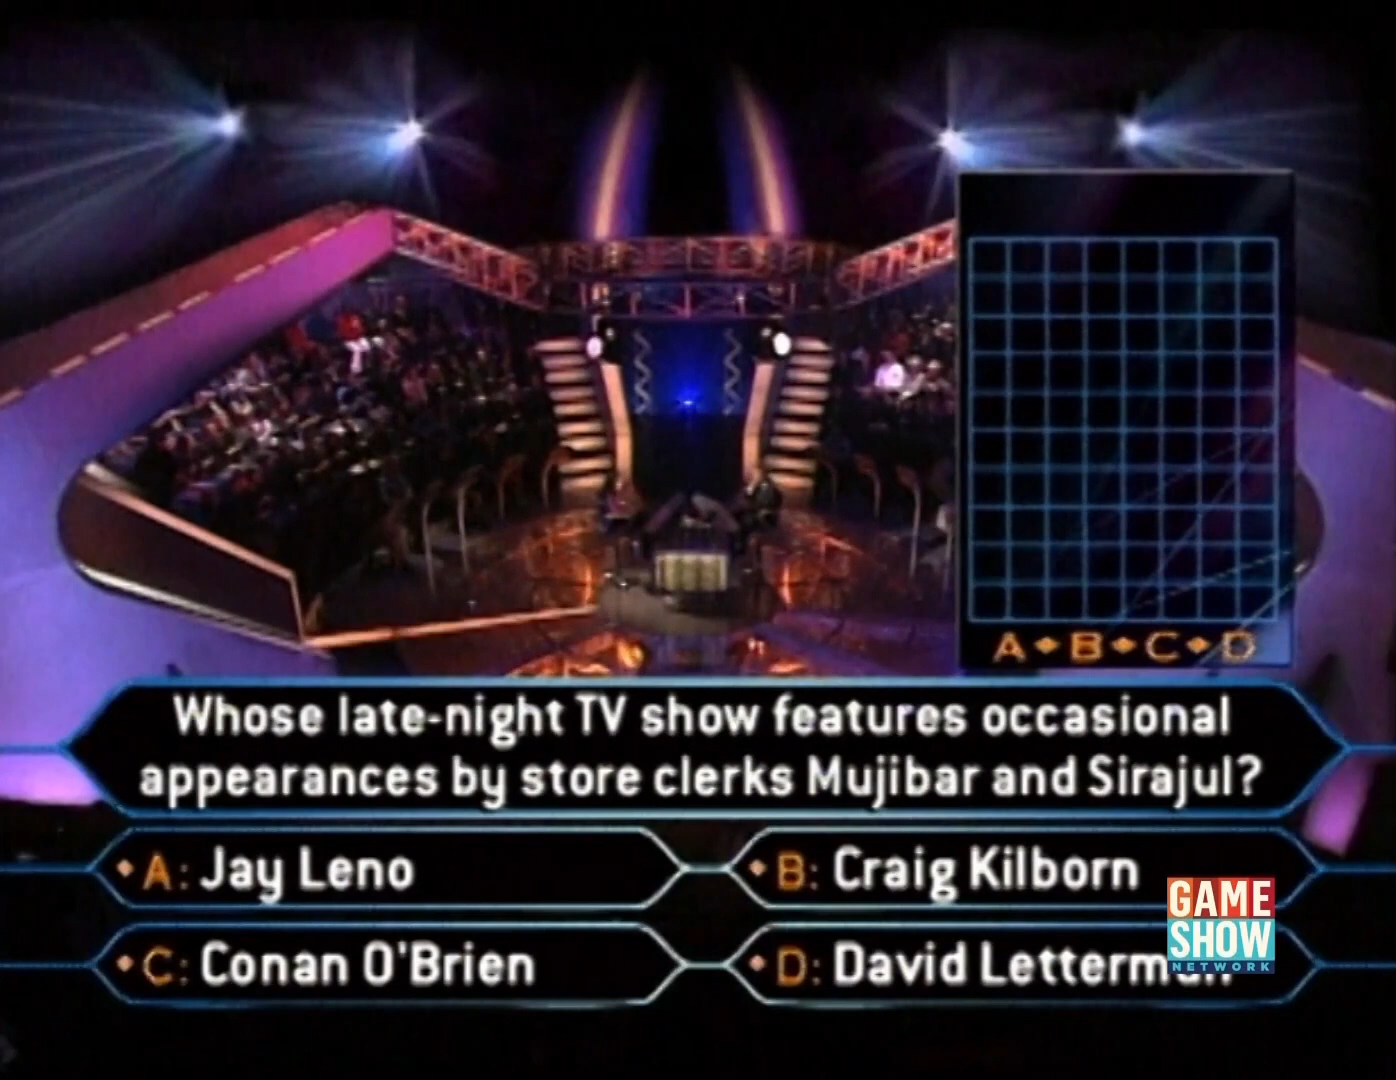 A B C D
Whose late-night TV show features occasional
appearances by store clerks Mujibar and Sirajul?
A: Jay Leno
B: Craig Kilborn
C: Conan O'Brien
D: David Letterman
GAME
SHOW
NETWORK